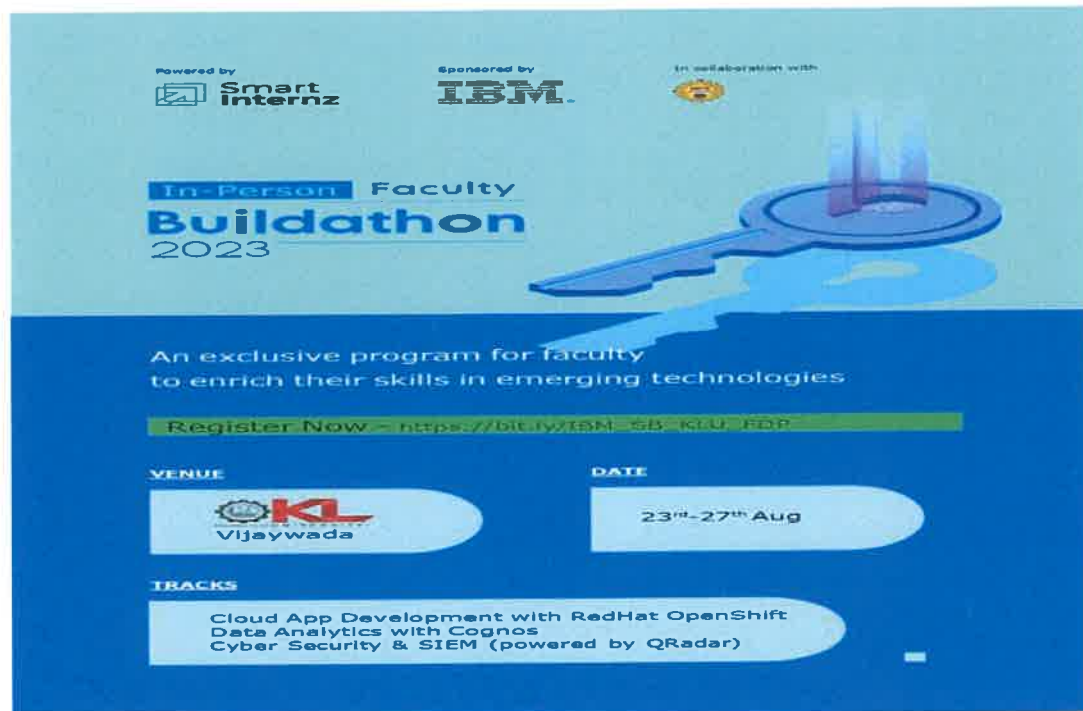 Powered by
Smart
Internz
Sponsored by
IBM.
In collaboration with
In-Person Faculty
Buildathon
2023
An exclusive program for faculty
to enrich their skills in emerging technologies
Register Now - https://bit.ly/IBM_SB_KLU_FDP
VENUE
KL
Vijaywada
DATE
23rd-27th Aug
TRACKS
Cloud App Development with RedHat OpenShift
Data Analytics with Cognos
Cyber Security & SIEM (powered by QRadar)